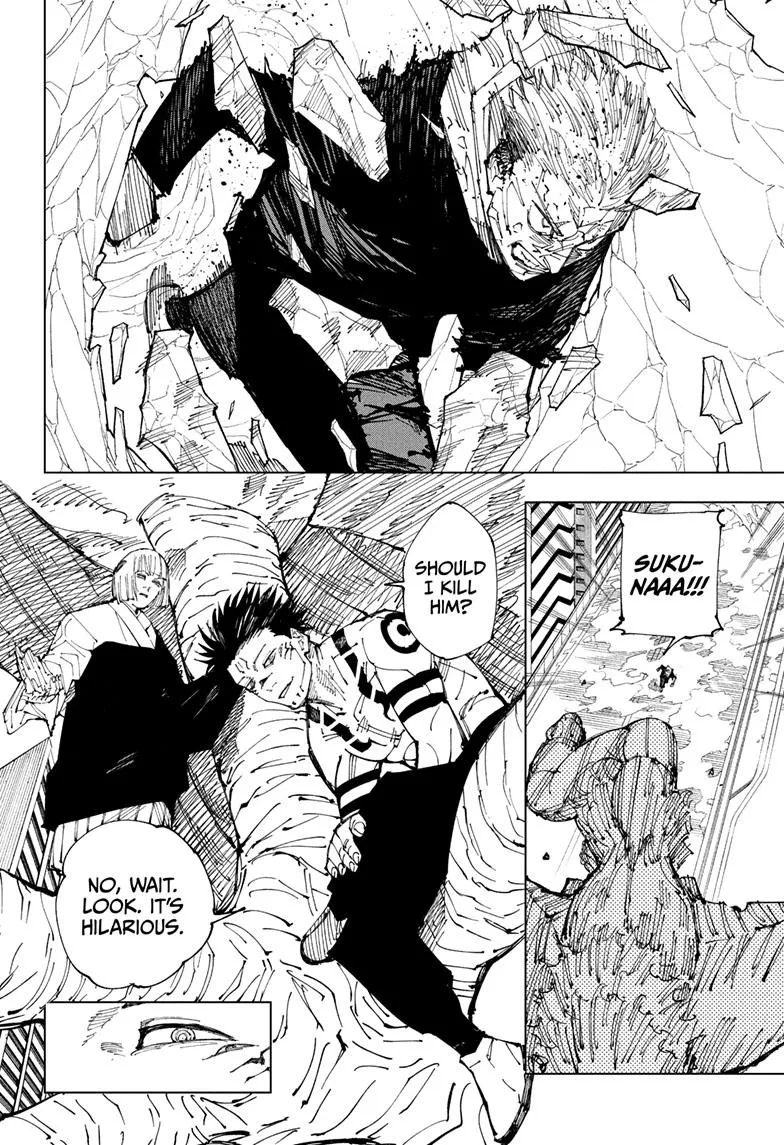 SUKU-
NAAA!!!
SHOULD
I KILL
HIM?
NO, WAIT.
LOOK. IT'S
HILARIOUS.